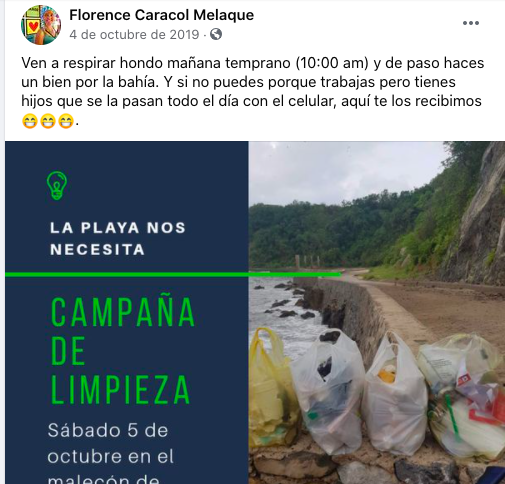 Florence Caracol Melaque
4 de octubre de 2019 ·
Ven a respirar hondo mañana temprano (10:00 am) y de paso haces
un bien por la bahía. Y si no puedes porque trabajas pero tienes
hijos que se la pasan todo el día con el celular, aquí te los recibimos
😁😁😁.
LA PLAYA NOS
NECESITA
CAMPAÑA
DE
LIMPIEZA
Sábado 5 de
octubre en el
malecón de